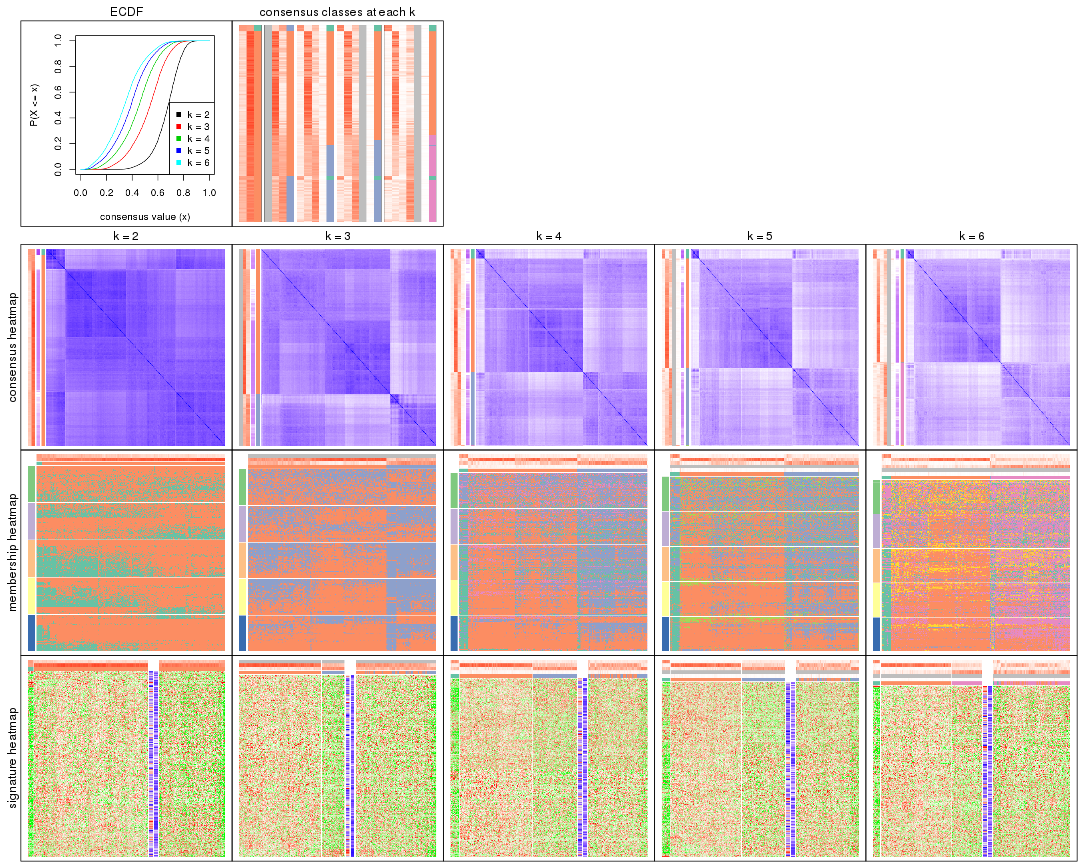 ECDF
consensus classes at each k
P(X <= x)
0.0 0.2 0.4 0.6 0.8 1.0
k = 2
k = 3
k = 4
k = 5
k = 6
0.0 0.2 0.4 0.6 0.8 1.0
consensus value (x)
k = 2 k = 3 k = 4 k = 5 k = 6
consensus heatmap
membership heatmap
signature heatmap